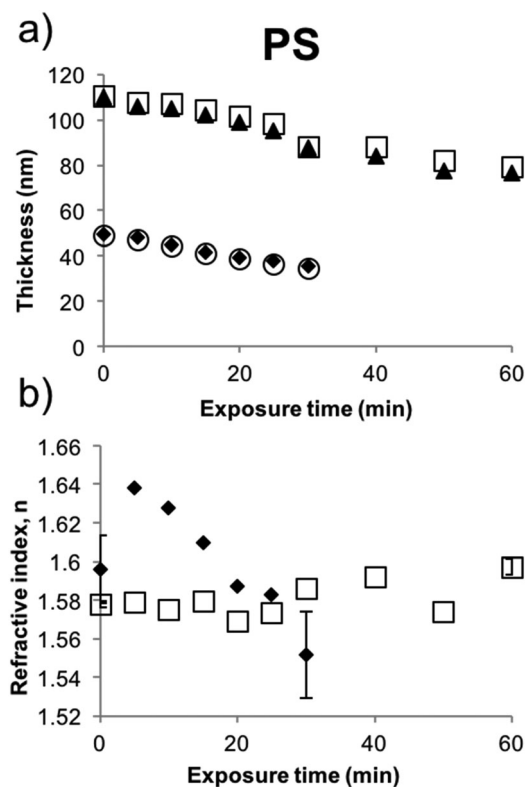 a)
PS
120
100
80
60
40
20
0
Thickness (nm)
0 20 40 60
Exposure time (min)
b)
1.66
1.64
1.62
1.6
1.58
1.56
1.54
1.52
Refractive index, n
0 20 40 60
Exposure time (min)